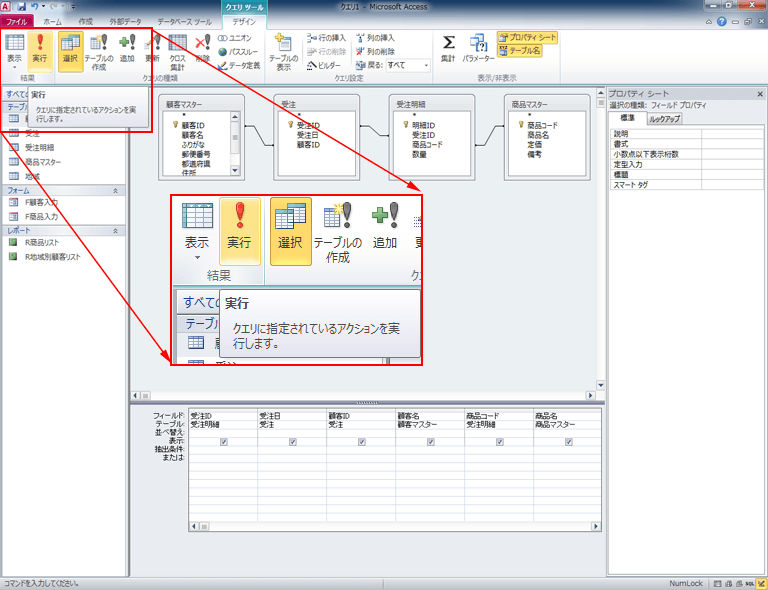 クエリ ツール
クエリ1 - Microsoft Access
ファイル
ホーム
作成
外部データ
データベース ツール
デザイン
表示
実行
選択
テーブルの
作成
追加
更新
クロス
集計
削除
ユニオン
パススルー
データ定義
テーブルの
表示
行の挿入
行の削除
ビルダー
列の挿入
列の削除
戻る:
すべて
集計
パラメーター
プロパティ シート
テーブル名
結果
クエリの種類
クエリ設定
表示/非表示
実行
クエリに指定されているアクションを実
行します。
受注
受注明細
商品マスター
地域
フォーム
F顧客入力
F商品入力
レポート
R商品リスト
R地域別顧客リスト
顧客マスター
*
顧客ID
顧客名
ふりがな
郵便番号
都道府県
住所
受注
*
受注ID
受注日
顧客ID
受注明細
*
明細ID
受注ID
商品コード
数量
商品マスター
*
商品コード
商品名
定価
備考
表示
実行
選択
テーブルの
作成
追加
結果
すべての
テーブル
実行
クエリに指定されているアクションを実
行します。
プロパティ シート
選択の種類: フィールド プロパティ
標準
ルックアップ
説明
書式
小数点以下表示桁数
定型入力
標題
スマート タグ
フィールド: 受注ID 受注日 顧客ID 顧客名 商品コード 商品名
テーブル: 受注明細 受注 受注 顧客マスター 受注明細 商品マスター
並べ替え:
表示:
抽出条件:
または:
コマンドを入力してください。
NumLock
SQL